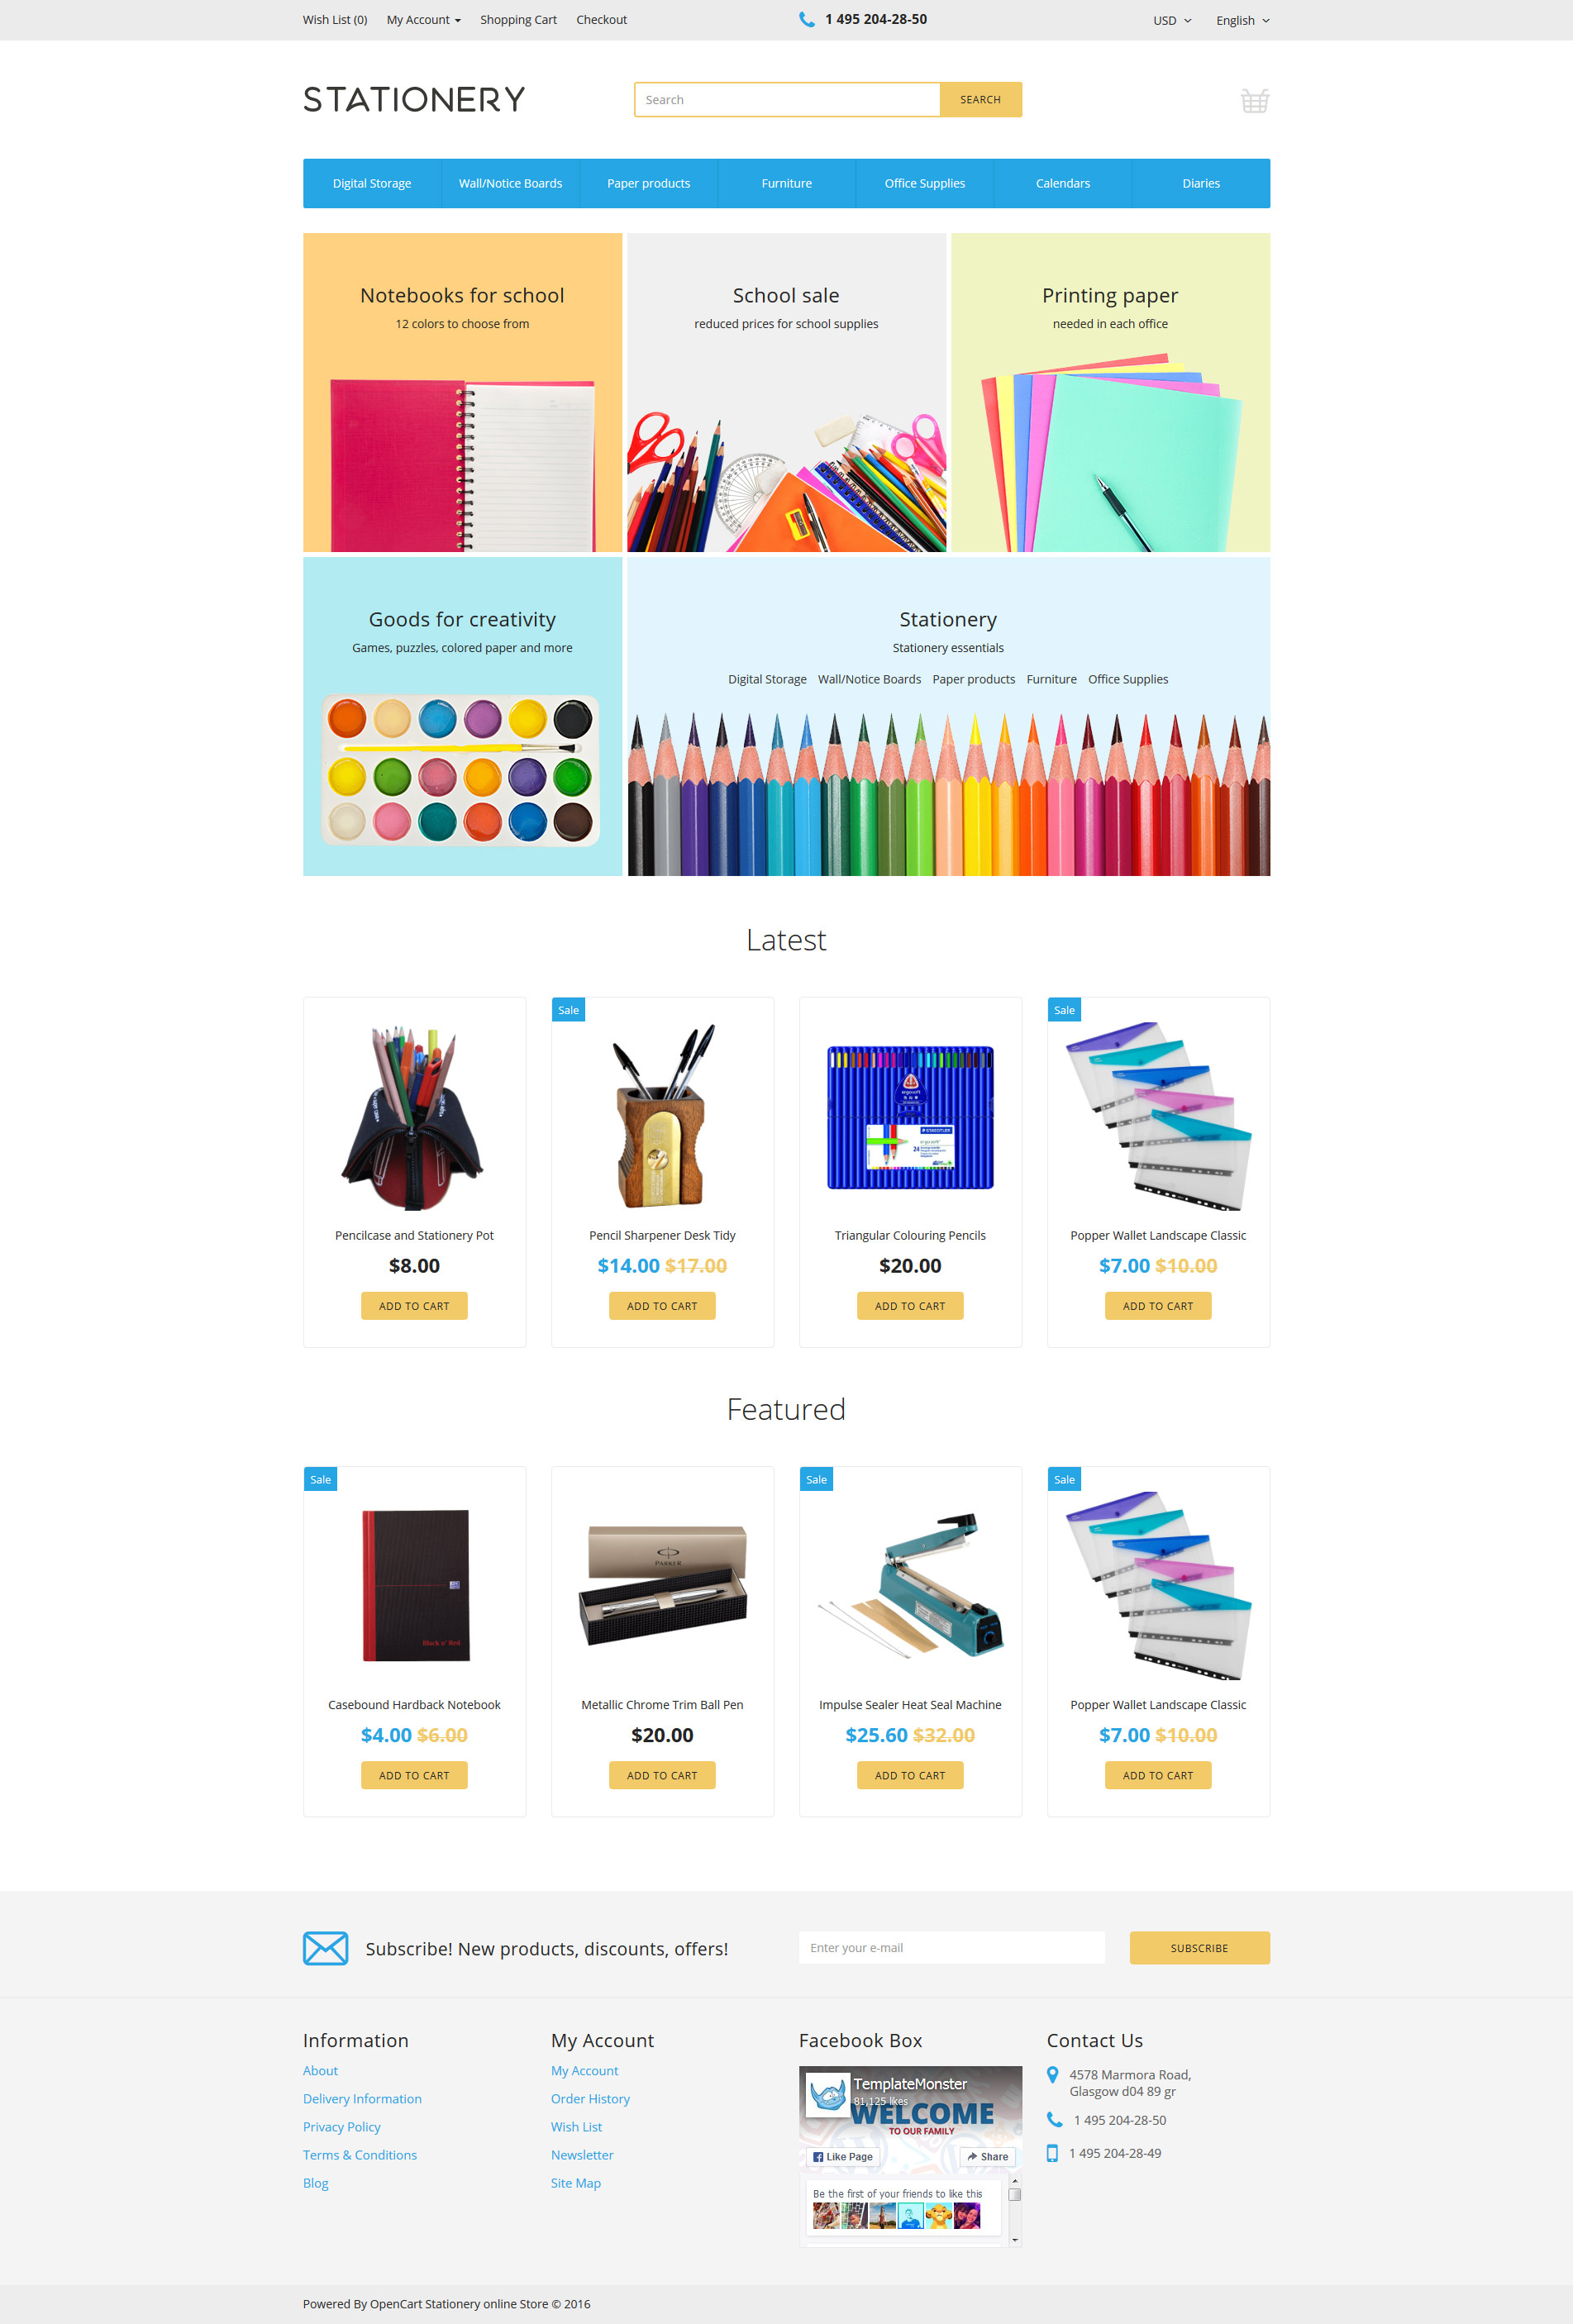 Wish List (0) My Account Shopping Cart Checkout 1 495 204-28-50 USD English
STATIONERY Search SEARCH
Digital Storage Wall/Notice Boards Paper products Furniture Office Supplies Calendars Diaries
Notebooks for school
12 colors to choose from
School sale
reduced prices for school supplies
Printing paper
needed in each office
Goods for creativity
Games, puzzles, colored paper and more
Stationery
Stationery essentials
Digital Storage Wall/Notice Boards Paper products Furniture Office Supplies
Latest
Sale Sale
STAEDTLER
ergosoft
24
Pencilcase and Stationery Pot Pencil Sharpener Desk Tidy Triangular Colouring Pencils Popper Wallet Landscape Classic
$8.00 $14.00 $17.00 $20.00 $7.00 $10.00
ADD TO CART ADD TO CART ADD TO CART ADD TO CART
Featured
Sale Sale Sale
PARKER
Black n' Red
Casebound Hardback Notebook Metallic Chrome Trim Ball Pen Impulse Sealer Heat Seal Machine Popper Wallet Landscape Classic
$4.00 $6.00 $20.00 $25.60 $32.00 $7.00 $10.00
ADD TO CART ADD TO CART ADD TO CART ADD TO CART
Subscribe! New products, discounts, offers! Enter your e-mail SUBSCRIBE
Information
About
Delivery Information
Privacy Policy
Terms & Conditions
Blog
My Account
My Account
Order History
Wish List
Newsletter
Site Map
Facebook Box
TemplateMonster
81,125 likes
WELCOME
TO OUR FAMILY
Like Page Share
Be the first of your friends to like this
Contact Us
4578 Marmora Road,
Glasgow d04 89 gr
1 495 204-28-50
1 495 204-28-49
Powered By OpenCart Stationery online Store © 2016